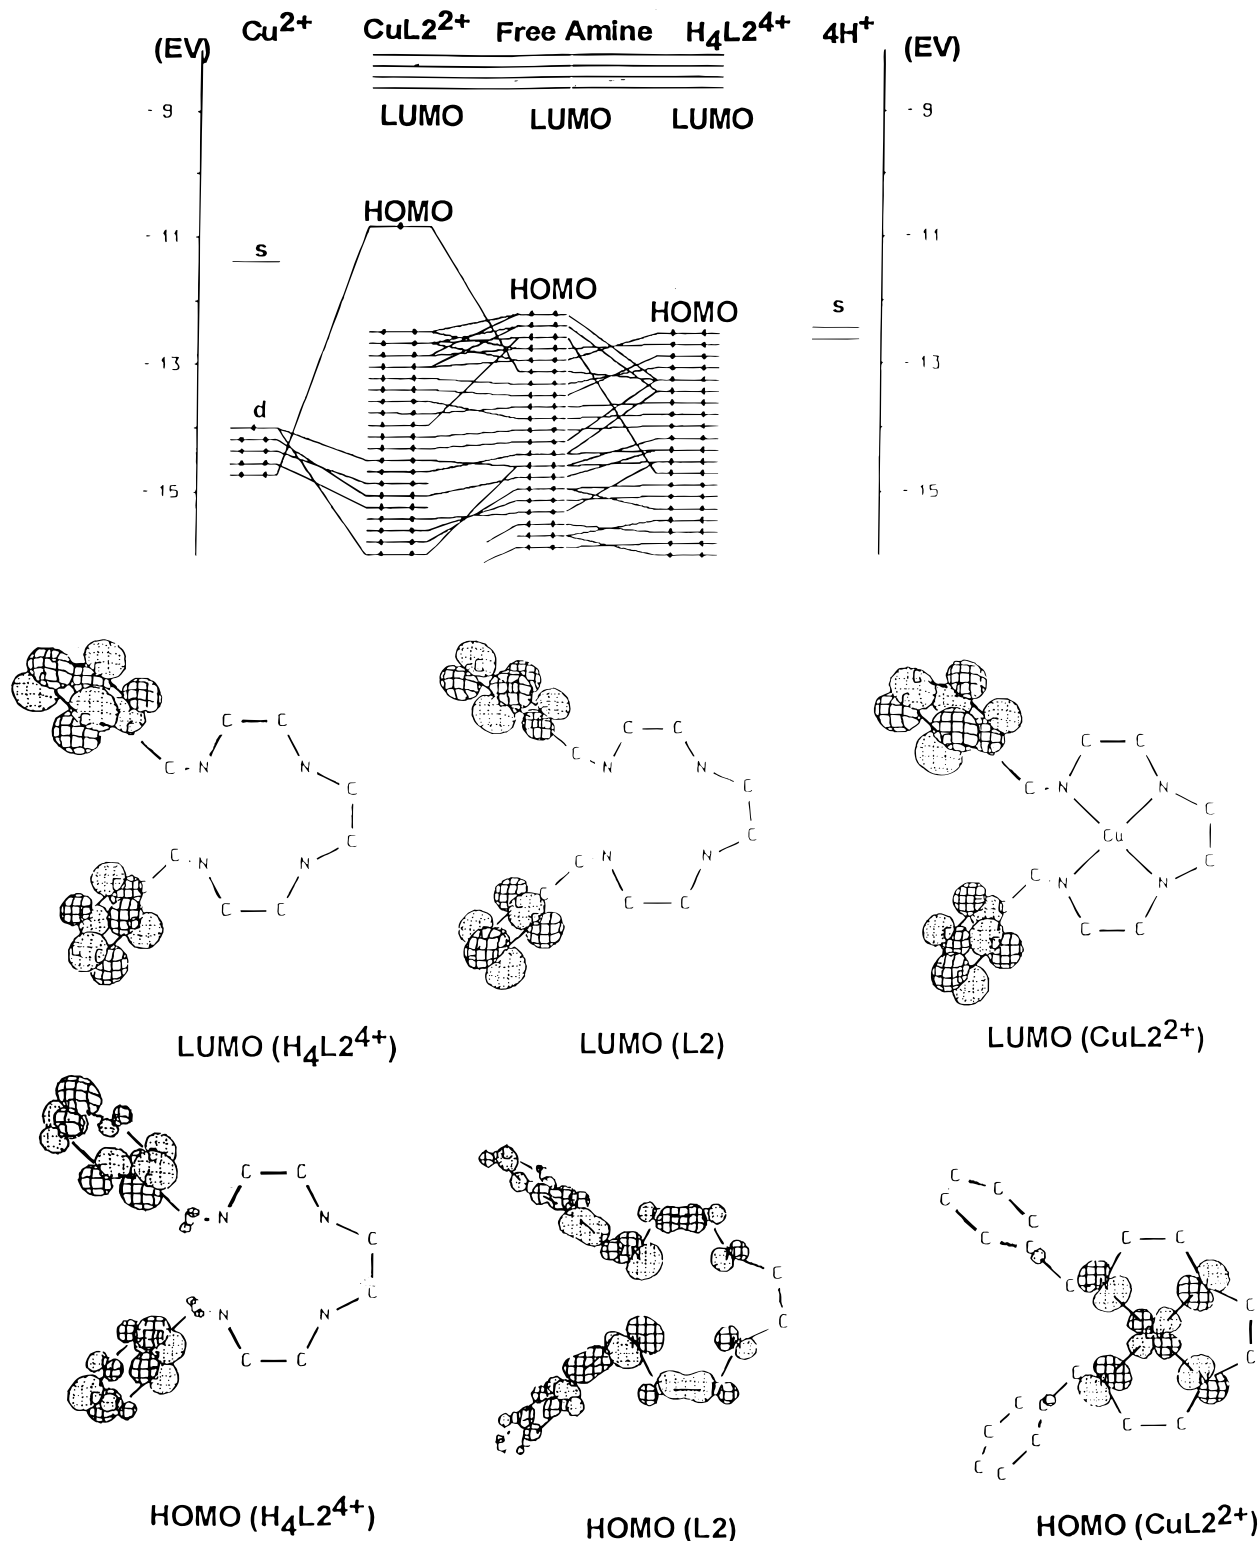 Cu2+ CuL22+ Free Amine H4L24+ 4H+
(EV) (EV)
LUMO LUMO LUMO
- 9 - 9
HOMO
- 11 - 11
s
HOMO
HOMO
s
- 13 - 13
d
- 15 - 15
C C C C C C
C N N C N N C N N
C C C
Cu
C C C
C N N C N N C N N
C C C C C C
LUMO (H4L24+) LUMO (L2) LUMO (CuL22+)
C C C C
N N N C C C
C C C C
C C C C
N N N
C C C C
HOMO (H4L24+) HOMO (L2) HOMO (CuL22+)